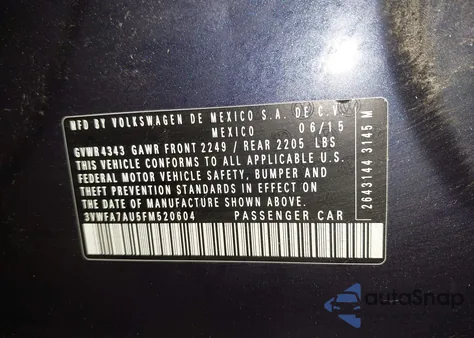 MFD BY VOLKSWAGEN DE MEXICO S.A. DE C.V.
MEXICO 06/15
GVWR4343 GAWR FRONT 2249 / REAR 2205 LBS
THIS VEHICLE CONFORMS TO ALL APPLICABLE U.S.
FEDERAL MOTOR VEHICLE SAFETY, BUMPER AND
THEFT PREVENTION STANDARDS IN EFFECT ON
THE DATE OF MANUFACTURE SHOWN ABOVE.
3VWFA7AU5FM520604 PASSENGER CAR
2643144 3145 M
autoSnap